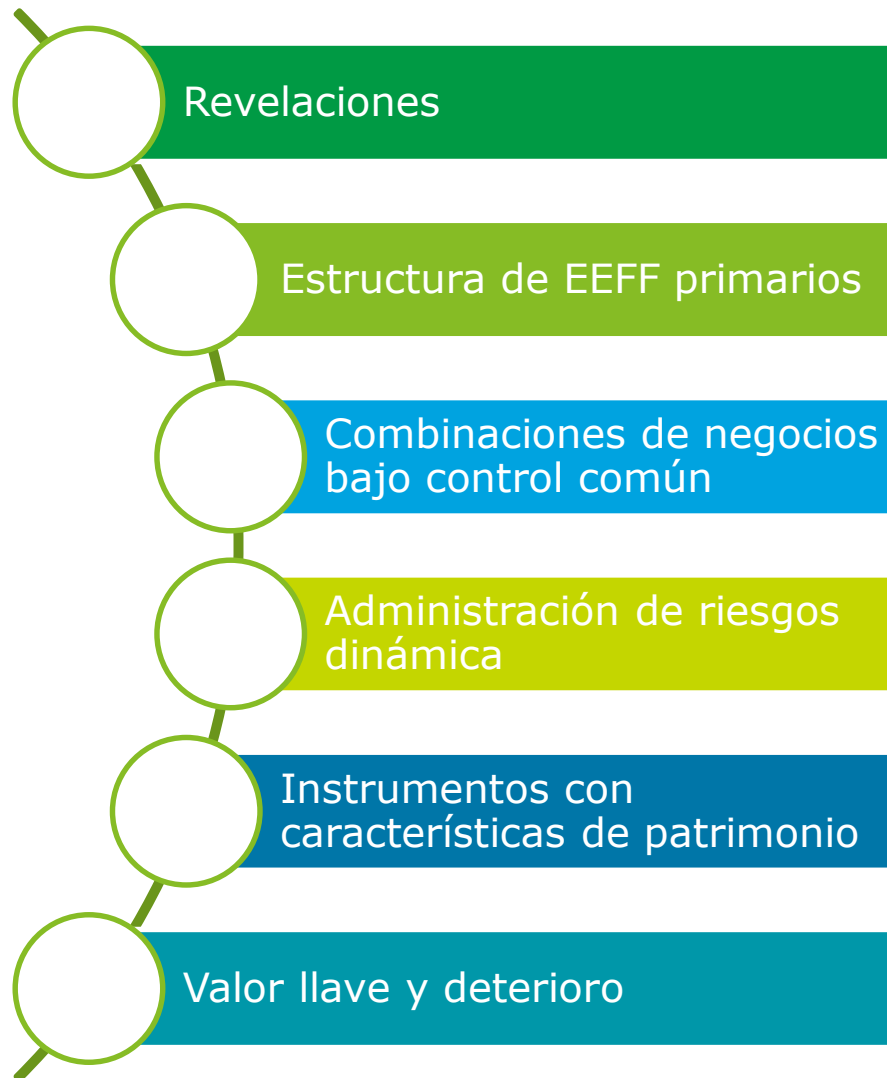 Revelaciones
Estructura de EEFF primarios
Combinaciones de negocios
bajo control común
Administración de riesgos
dinámica
Instrumentos con
características de patrimonio
Valor llave y deterioro